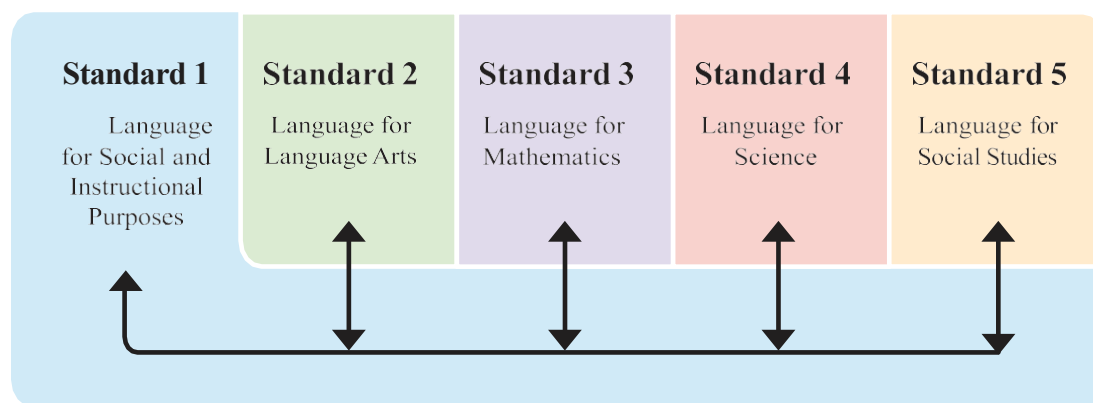 Standard 1
Language
for Social and
Instructional
Purposes
Standard 2
Language for
Language Arts
Standard 3
Language for
Mathematics
Standard 4
Language for
Science
Standard 5
Language for
Social Studies